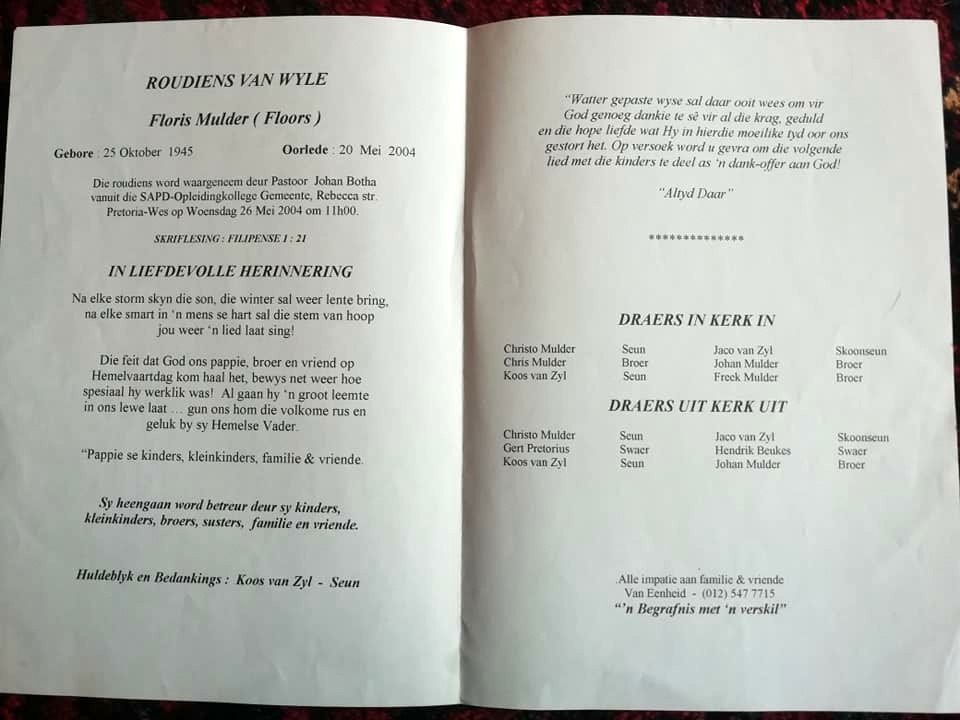 ROUDIENS VAN WYLE
Floris Mulder ( Floors )
Gebore : 25 Oktober 1945 Oorlede : 20 Mei 2004
Die roudiens word waargeneem deur Pastoor Johan Botha
vanuit die SAPD-Opleidingkollege Gemeente, Rebecca str.
Pretoria-Wes op Woensdag 26 Mei 2004 om 11h00.
SKRIFLESING : FILIPENSE 1 : 21
IN LIEFDEVOLLE HERINNERING
Na elke storm skyn die son, die winter sal weer lente bring,
na elke smart in ‘n mens se hart sal die stem van hoop
jou weer ‘n lied laat sing!
Die feit dat God ons pappie, broer en vriend op
Hemelvaartdag kom haal het, bewys net weer hoe
spesiaal hy werklik was! Al gaan hy ‘n groot leemte
in ons lewe laat … gun ons hom die volkome rus en
geluk by sy Hemelse Vader.
“Pappie se kinders, kleinkinders, familie & vriende.
Sy heengaan word betreur deur sy kinders,
kleinkinders, broers, susters, familie en vriende.
Huldeblyk en Bedankings : Koos van Zyl - Seun
“Watter gepaste wyse sal daar ooit wees om vir
God genoeg dankie te sê vir al die krag, geduld
en die hope liefde wat Hy in hierdie moeilike tyd oor ons
gestort het. Op versoek word u gevra om die volgende
lied met die kinders te deel as ‘n dank-offer aan God!
“Altyd Daar”
**************
DRAERS IN KERK IN
Christo Mulder Seun Jaco van Zyl Skoonseun
Chris Mulder Broer Johan Mulder Broer
Koos van Zyl Seun Freek Mulder Broer
DRAERS UIT KERK UIT
Christo Mulder Seun Jaco van Zyl Skoonseun
Gert Pretorius Swaer Hendrik Beukes Swaer
Koos van Zyl Seun Johan Mulder Broer
Alle impatie aan familie & vriende
Van Eenheid - (012) 547 7715
“’n Begrafnis met ‘n verskil”